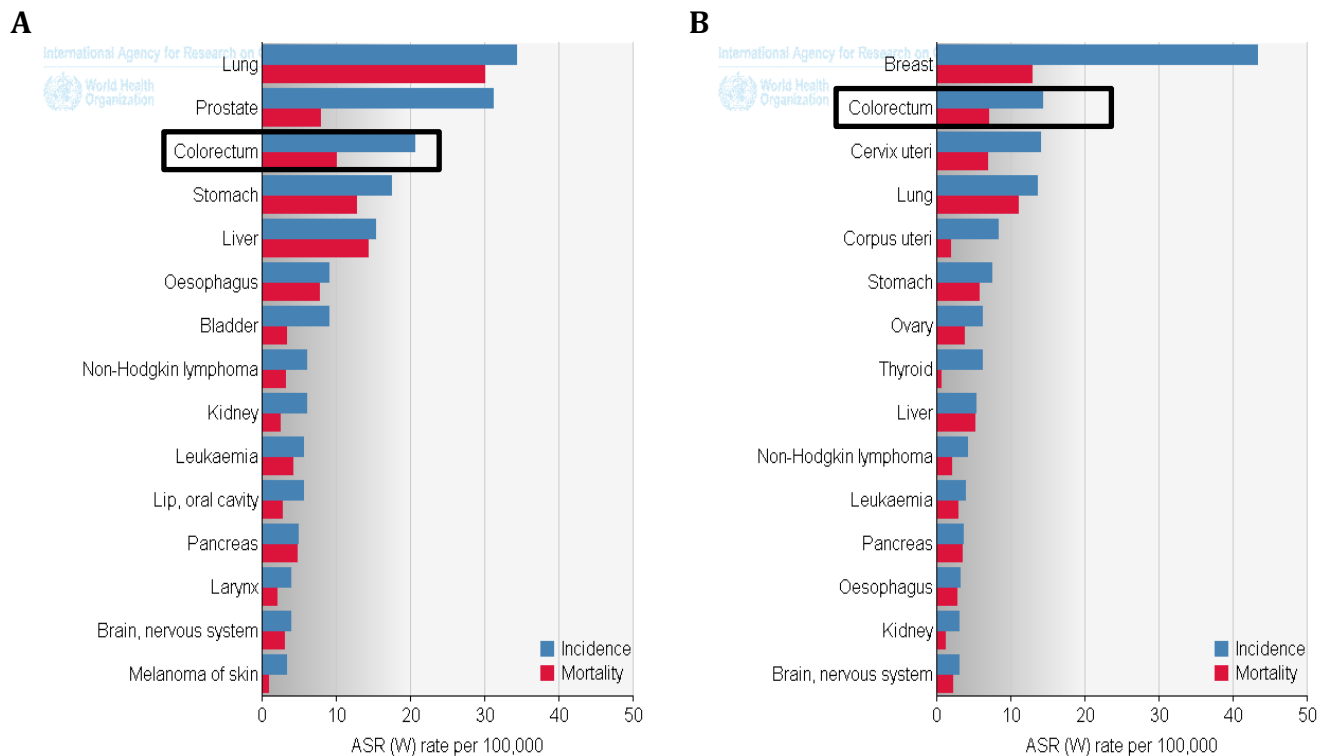 A
International Agency for Research on
World Health
Organization
Lung
Prostate
Colorectum
Stomach
Liver
Oesophagus
Bladder
Non-Hodgkin lymphoma
Kidney
Leukaemia
Lip, oral cavity
Pancreas
Larynx
Brain, nervous system
Melanoma of skin
Incidence
Mortality
0 10 20 30 40 50
ASR (W) rate per 100,000
B
International Agency for Research on
World Health
Organization
Breast
Colorectum
Cervix uteri
Lung
Corpus uteri
Stomach
Ovary
Thyroid
Liver
Non-Hodgkin lymphoma
Leukaemia
Pancreas
Oesophagus
Kidney
Brain, nervous system
Incidence
Mortality
0 10 20 30 40 50
ASR (W) rate per 100,000